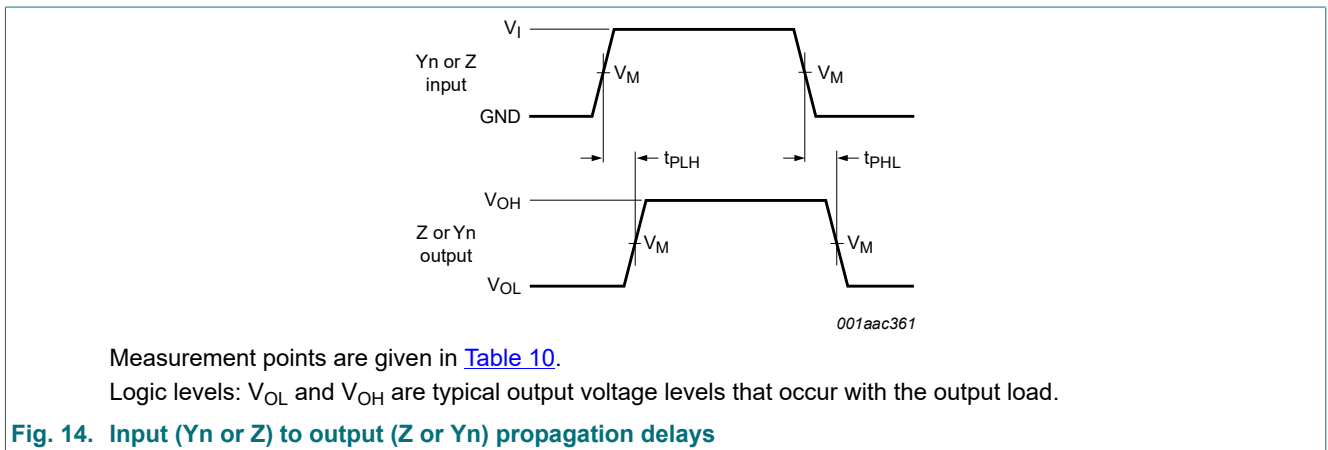 VI
Yn or Z
input
VM
VM
GND
tPLH
tPHL
VOH
Z or Yn
output
VM
VM
VOL
001aac361
Measurement points are given in Table 10.
Logic levels: VOL and VOH are typical output voltage levels that occur with the output load.
Fig. 14. Input (Yn or Z) to output (Z or Yn) propagation delays